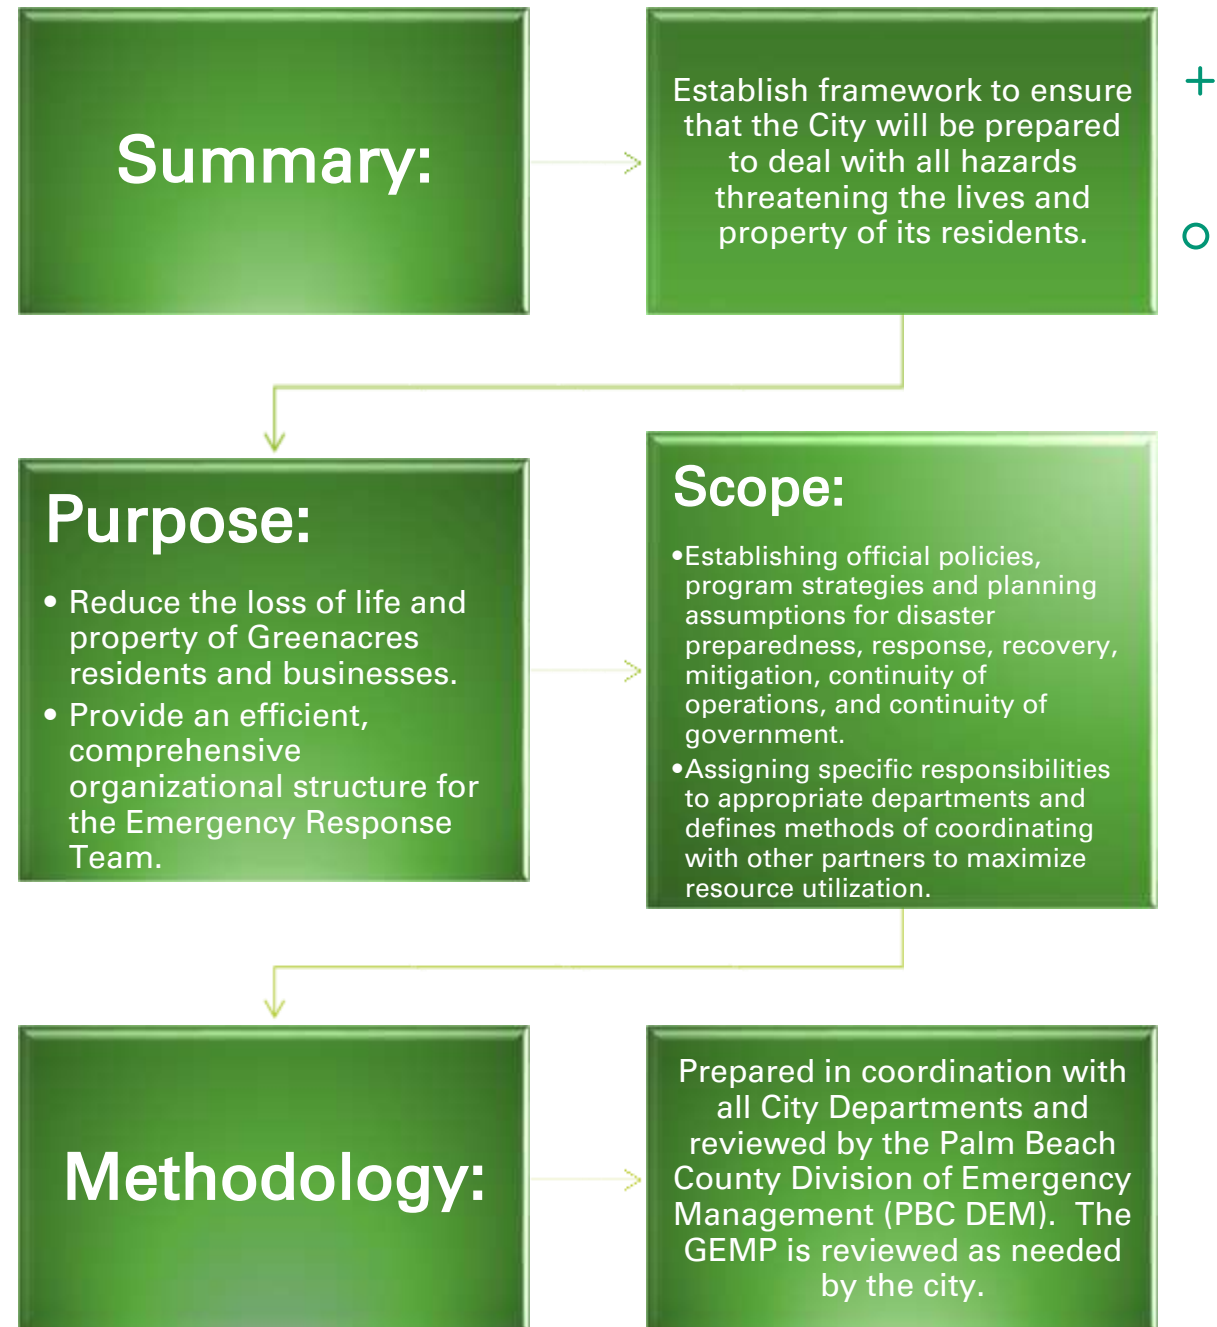 Summary:
Establish framework to ensure
that the City will be prepared
to deal with all hazards
threatening the lives and
property of its residents.
Purpose:
• Reduce the loss of life and
property of Greenacres
residents and businesses.
• Provide an efficient,
comprehensive
organizational structure for
the Emergency Response
Team.
Scope:
•Establishing official policies,
program strategies and planning
assumptions for disaster
preparedness, response, recovery,
mitigation, continuity of
operations, and continuity of
government.
•Assigning specific responsibilities
to appropriate departments and
defines methods of coordinating
with other partners to maximize
resource utilization.
Methodology:
Prepared in coordination with
all City Departments and
reviewed by the Palm Beach
County Division of Emergency
Management (PBC DEM).  The
GEMP is reviewed as needed
by the city.